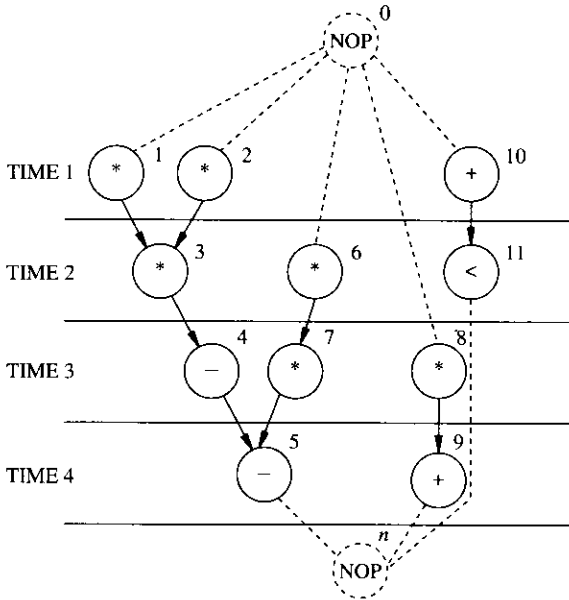 0
NOP
TIME 1 * 1 * 2 + 10
TIME 2 * 3 * 6 < 11
TIME 3 − 4 * 7 * 8
TIME 4 − 5 + 9
n
NOP